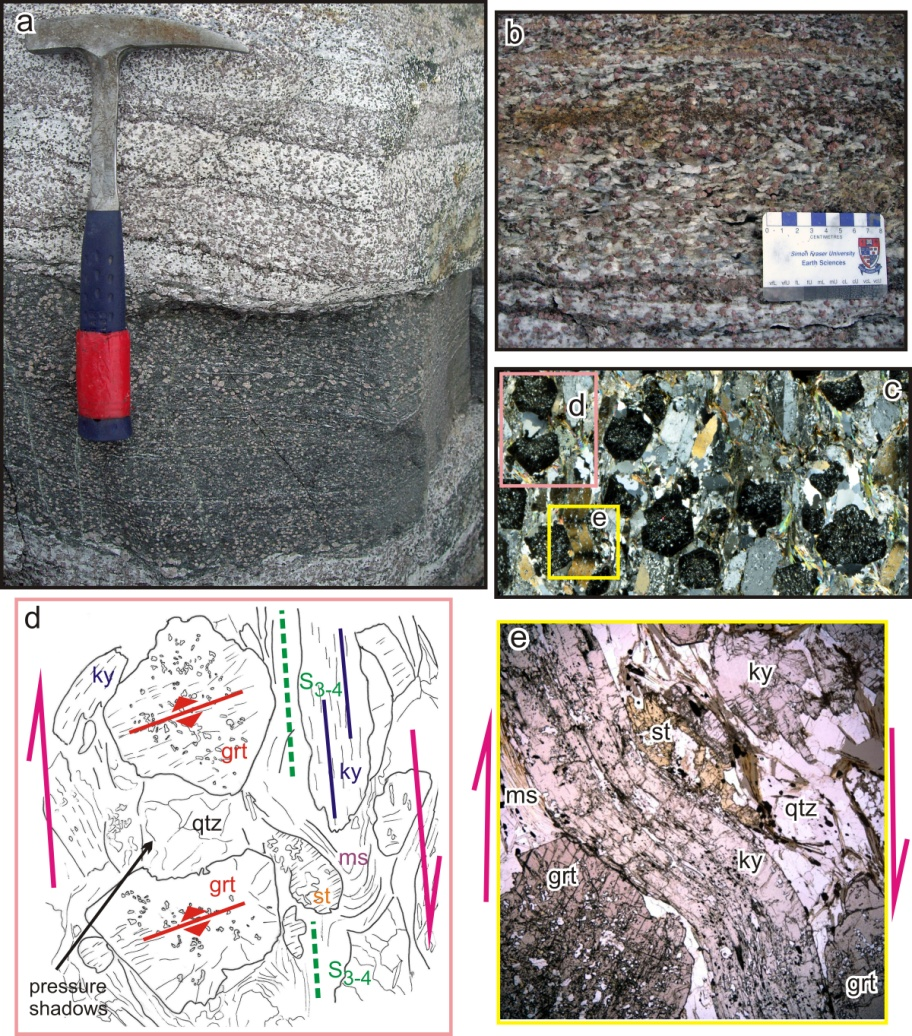 a
b
0 1 2 3 4 5 6 7 8
CENTIMETRES
Simon Fraser University
Earth Sciences
c
d
e
d
ky
S3-4
grt
ky
qtz
ms
grt
st
S3-4
pressure
shadows
e
ky
st
ms
qtz
ky
grt
grt